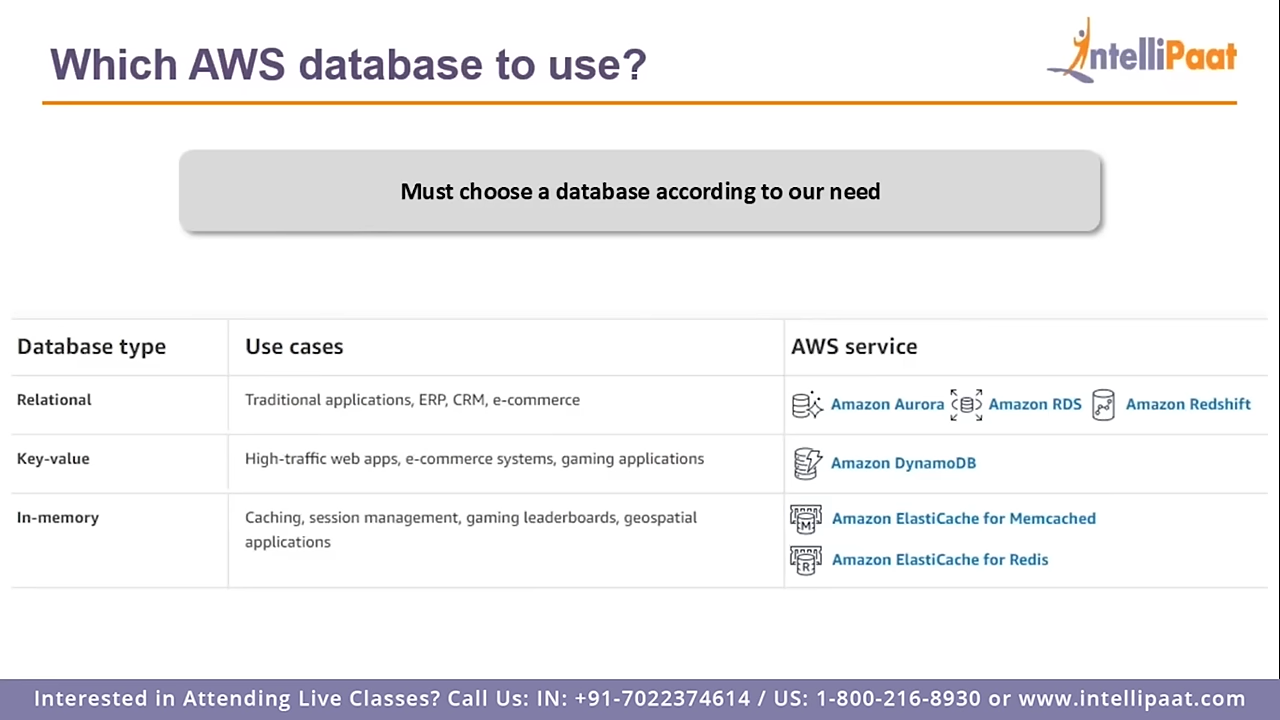 Which AWS database to use?
IntelliPaat
Must choose a database according to our need
Database type Use cases AWS service
Relational Traditional applications, ERP, CRM, e-commerce Amazon Aurora Amazon RDS Amazon Redshift
Key-value High-traffic web apps, e-commerce systems, gaming applications Amazon DynamoDB
In-memory Caching, session management, gaming leaderboards, geospatial M Amazon ElastiCache for Memcached
applications
R Amazon ElastiCache for Redis
Interested in Attending Live Classes? Call Us: IN: +91-7022374614 / US: 1-800-216-8930 or www.intellipaat.com